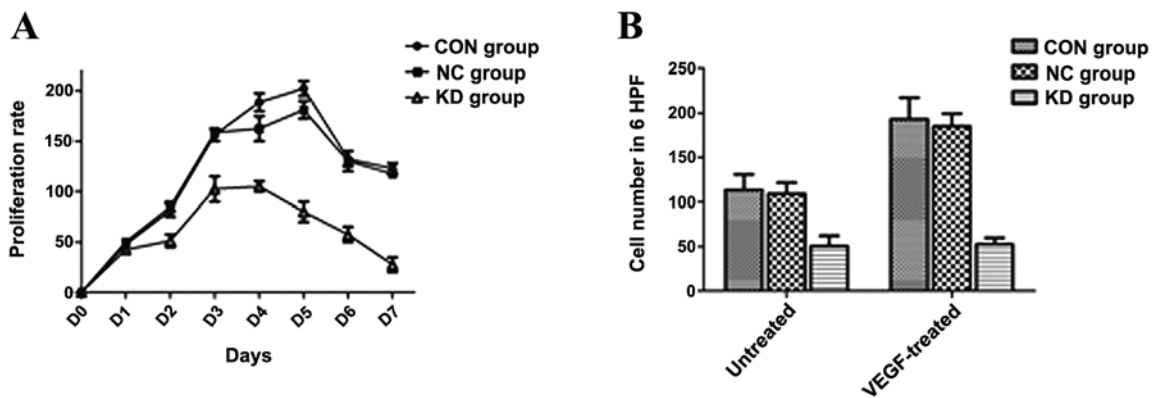 A
CON group
NC group
KD group
Proliferation rate
200
150
100
50
0
D0 D1 D2 D3 D4 D5 D6 D7
Days
B
CON group
NC group
KD group
Cell number in 6 HPF
250
200
150
100
50
0
Untreated
VEGF-treated